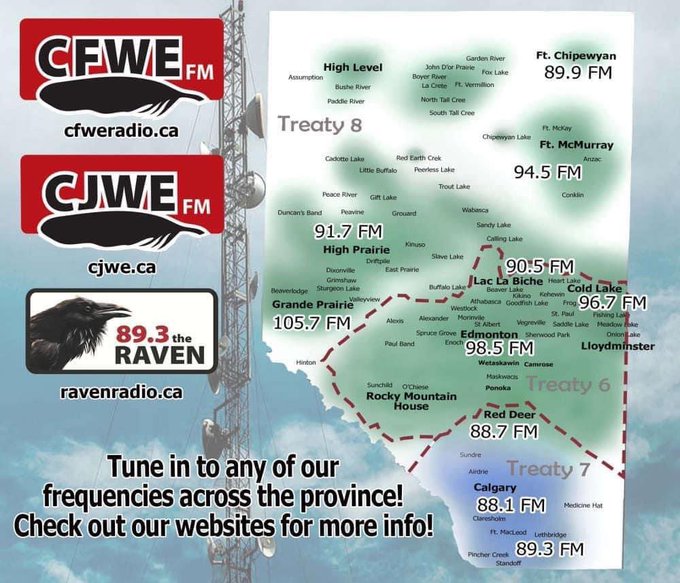 CFWE FM
cfweradio.ca
CJWE FM
cjwe.ca
89.3 the
RAVEN
ravenradio.ca
Tune in to any of our
frequencies across the province!
Check out our websites for more info!
Garden River
Ft. Chipewyan
89.9 FM
High Level
John D'or Prairie
Fox Lake
Assumption
Boyer River
Bushe River
La Crete Ft. Vermillion
Paddle River
North Tall Cree
South Tall Cree
Treaty 8
Ft. McKay
Chipewyan Lake
Ft. McMurray
Anzac
94.5 FM
Conklin
Cadotte Lake
Red Earth Crek
Little Buffalo
Peerless Lake
Trout Lake
Peace River
Gift Lake
Duncan's Band
Peavine
Grouard
Wabasca
91.7 FM
Sandy Lake
High Prairie
Kinuso
Calling Lake
Driftpile
Slave Lake
Dixonville
East Prairie
90.5 FM
Grimshaw
Lac La Biche
Heart Lake
Beaverlodge
Sturgeon Lake
Buffalo Lake
Beaver Lake
Cold Lake
Valleyview
Kikino
Kehewin
Grande Prairie
Athabasca
Goodfish Lake
Frog
96.7 FM
105.7 FM
Westlock
St. Paul
Fishing Lake
Alexis
Alexander
Morinville
St Albert
Vegreville
Saddle Lake
Meadow Lake
Spruce Grove
Edmonton
Sherwood Park
Onion Lake
Paul Band
Enoch
98.5 FM
Lloydminster
Hinton
Wetaskawin
Camrose
Maskwacis
Sunchild
O'Chiese
Ponoka
Treaty 6
Rocky Mountain
House
Red Deer
88.7 FM
Sundre
Airdrie
Treaty 7
Calgary
88.1 FM
Medicine Hat
Claresholm
Ft. MacLeod
Lethbridge
89.3 FM
Pincher Creek
Standoff